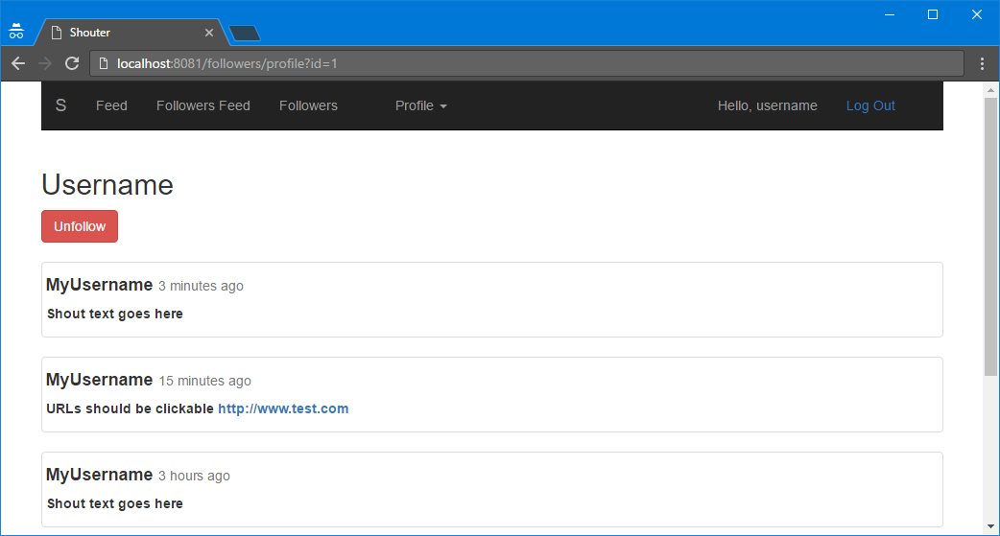 Shouter
localhost:8081/followers/profile?id=1
S Feed Followers Feed Followers Profile Hello, username Log Out
Username
Unfollow
MyUsername 3 minutes ago
Shout text goes here
MyUsername 15 minutes ago
URLs should be clickable http://www.test.com
MyUsername 3 hours ago
Shout text goes here